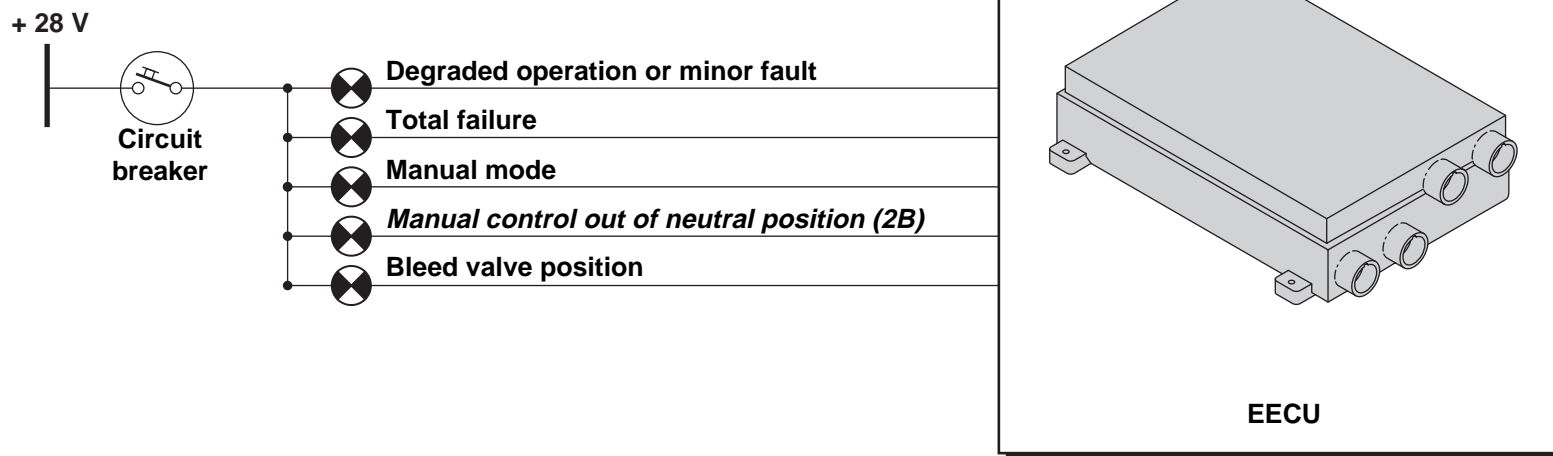 + 28 V
Degraded operation or minor fault
Total failure
Circuit
breaker
Manual mode
Manual control out of neutral position (2B)
Bleed valve position
EECU